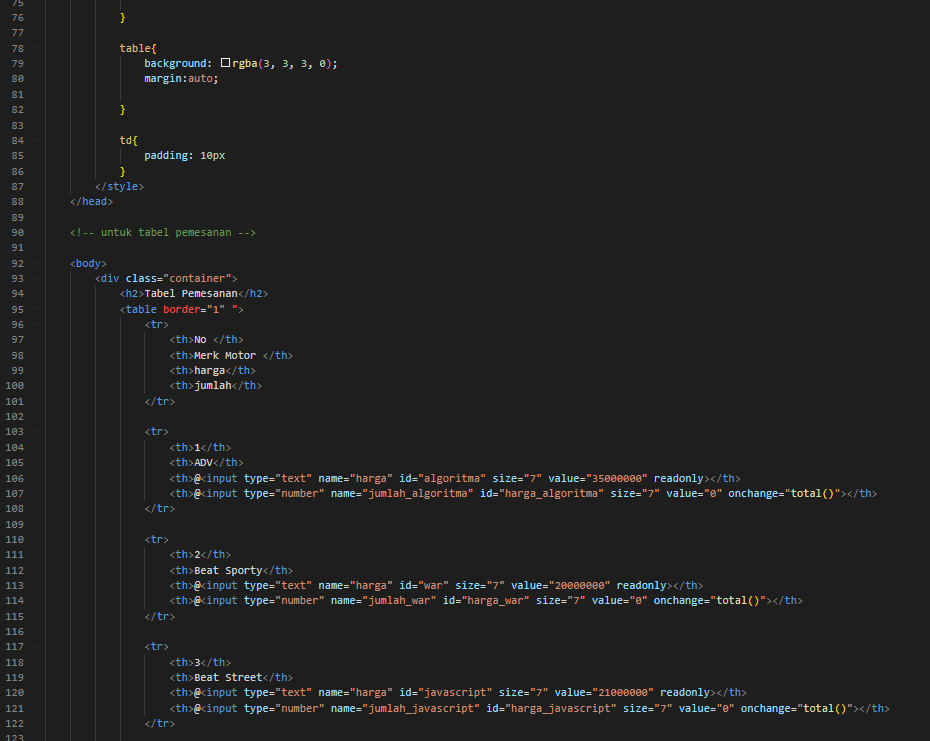 75
76 }
77
78 table{
79 background: rgba(3, 3, 3, 0);
80 margin:auto;
81
82 }
83
84 td{
85 padding: 10px
86 }
87 </style>
88 </head>
89
90 <!-- untuk tabel pemesanan -->
91
92 <body>
93 <div class="container">
94 <h2>Tabel Pemesanan</h2>
95 <table border="1" ">
96 <tr>
97 <th>No </th>
98 <th>Merk Motor </th>
99 <th>harga</th>
100 <th>jumlah</th>
101 </tr>
102
103 <tr>
104 <th>1</th>
105 <th>ADV</th>
106 <th>@<input type="text" name="harga" id="algoritma" size="7" value="35000000" readonly></th>
107 <th>@<input type="number" name="jumlah_algoritma" id="harga_algoritma" size="7" value="0" onchange="total()"></th>
108 </tr>
109
110 <tr>
111 <th>2</th>
112 <th>Beat Sporty</th>
113 <th>@<input type="text" name="harga" id="war" size="7" value="20000000" readonly></th>
114 <th>@<input type="number" name="jumlah_war" id="harga_war" size="7" value="0" onchange="total()"></th>
115 </tr>
116
117 <tr>
118 <th>3</th>
119 <th>Beat Street</th>
120 <th>@<input type="text" name="harga" id="javascript" size="7" value="21000000" readonly></th>
121 <th>@<input type="number" name="jumlah_javascript" id="harga_javascript" size="7" value="0" onchange="total()"></th>
122 </tr>
123